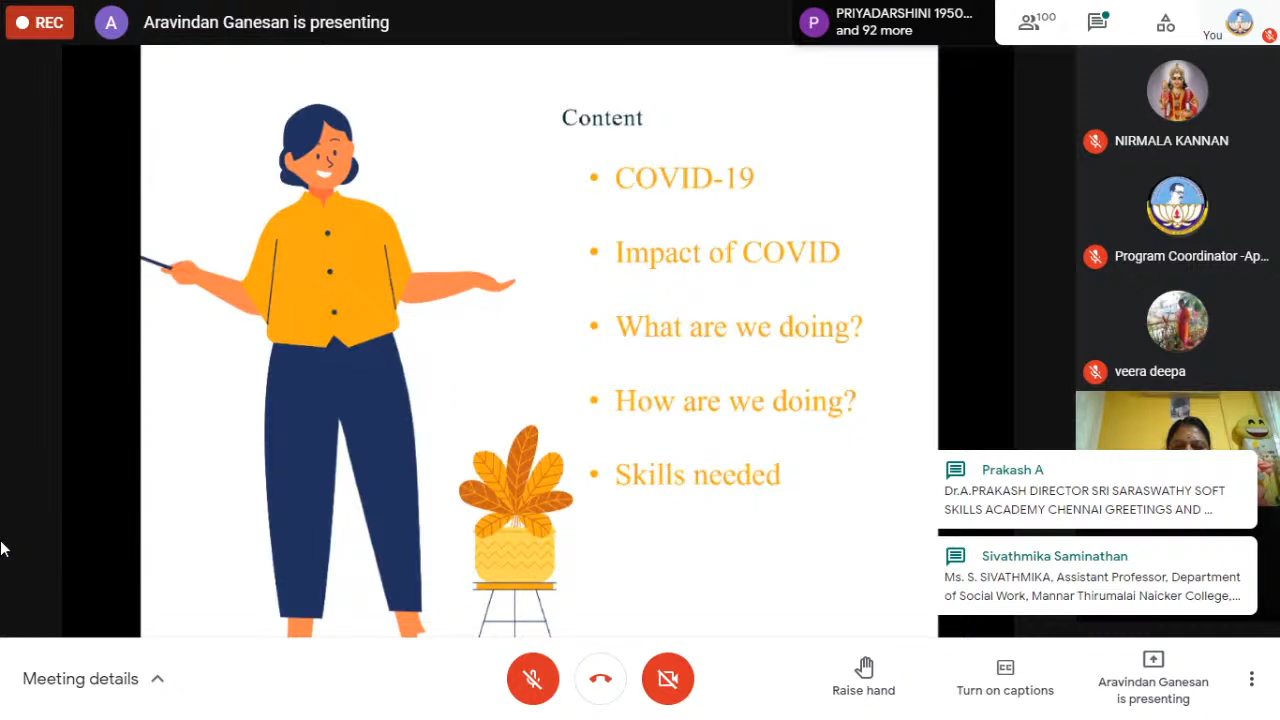 REC
A
Aravindan Ganesan is presenting
P
PRIYADARSHINI 1950...
and 92 more
100
You
NIRMALA KANNAN
Program Coordinator -Ap...
veera deepa
Content
• COVID-19
• Impact of COVID
• What are we doing?
• How are we doing?
• Skills needed
Prakash A
Dr.A.PRAKASH DIRECTOR SRI SARASWATHY SOFT
SKILLS ACADEMY CHENNAI GREETINGS AND ...
Sivathmika Saminathan
Ms. S. SIVATHMIKA, Assistant Professor, Department
of Social Work, Mannar Thirumalai Naicker College,...
Meeting details
Raise hand
CC
Turn on captions
Aravindan Ganesan
is presenting